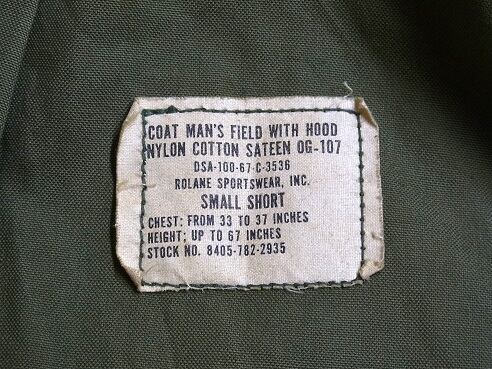 COAT MAN'S FIELD WITH HOOD
NYLON COTTON SATEEN OG-107
DSA-100-67-C-3536
ROLANE SPORTSWEAR, INC.
SMALL SHORT
CHEST: FROM 33 TO 37 INCHES
HEIGHT; UP TO 67 INCHES
STOCK NO. 8405-782-2935